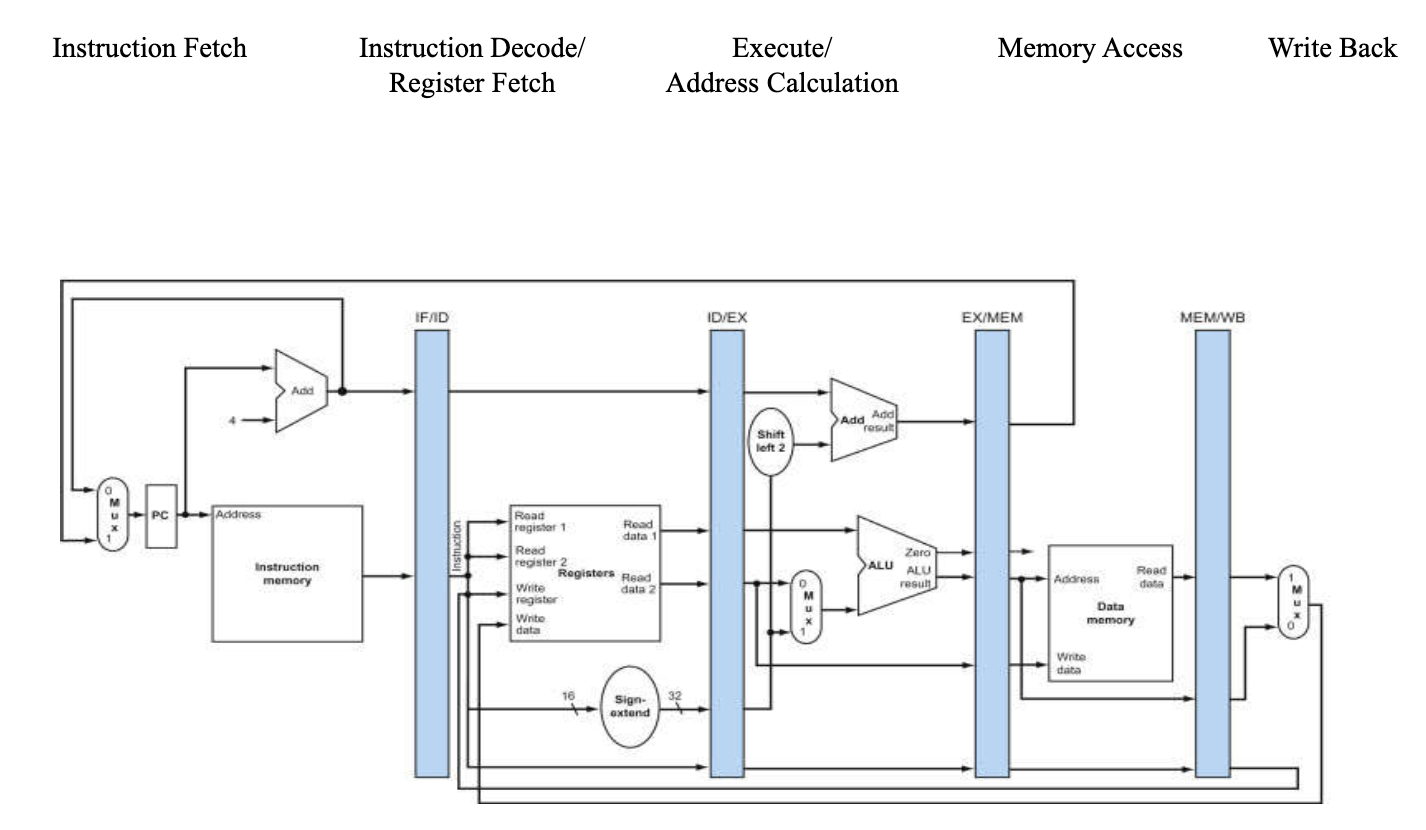 Instruction Fetch
Instruction Decode/
Register Fetch
Execute/
Address Calculation
Memory Access
Write Back
IF/ID
ID/EX
EX/MEM
MEM/WB
Add
4
Shift
left 2
Add
Add
result
0
M
u
x
1
PC
Address
Instruction
memory
Instruction
Read
register 1
Read
register 2
Write
register
Write
data
Registers
Read
data 1
Read
data 2
16
Sign-
extend
32
0
M
u
x
1
ALU
Zero
ALU
result
Address
Read
data
Data
memory
Write
data
1
M
u
x
0